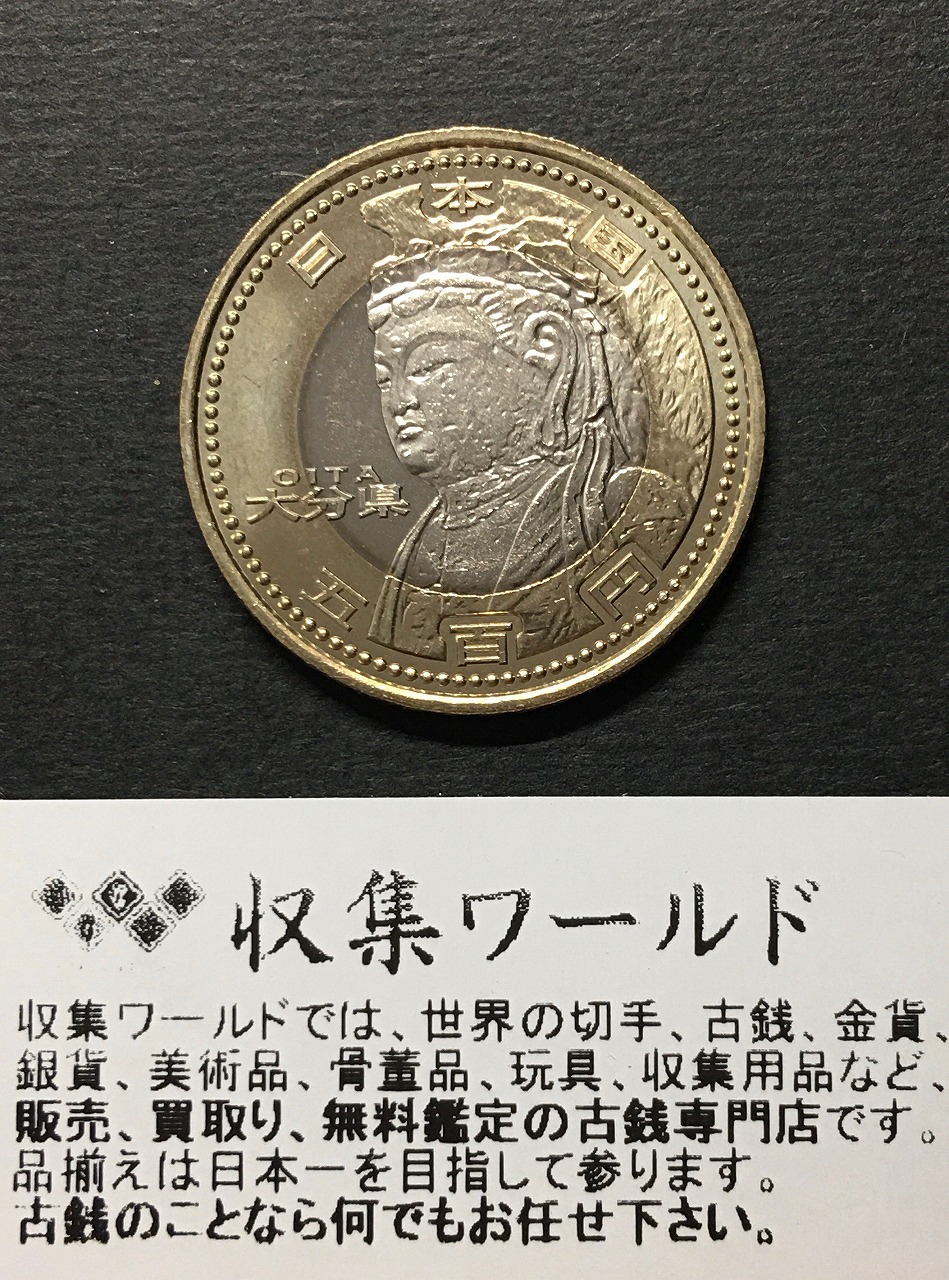 日本国
OITA
大分県
五百円
収集ワールド
収集ワールドでは、世界の切手、古銭、金貨、
銀貨、美術品、骨董品、玩具、収集用品など、
販売、買取り、無料鑑定の古銭専門店です。
品揃えは日本一を目指して参ります。
古銭のことなら何でもお任せ下さい。